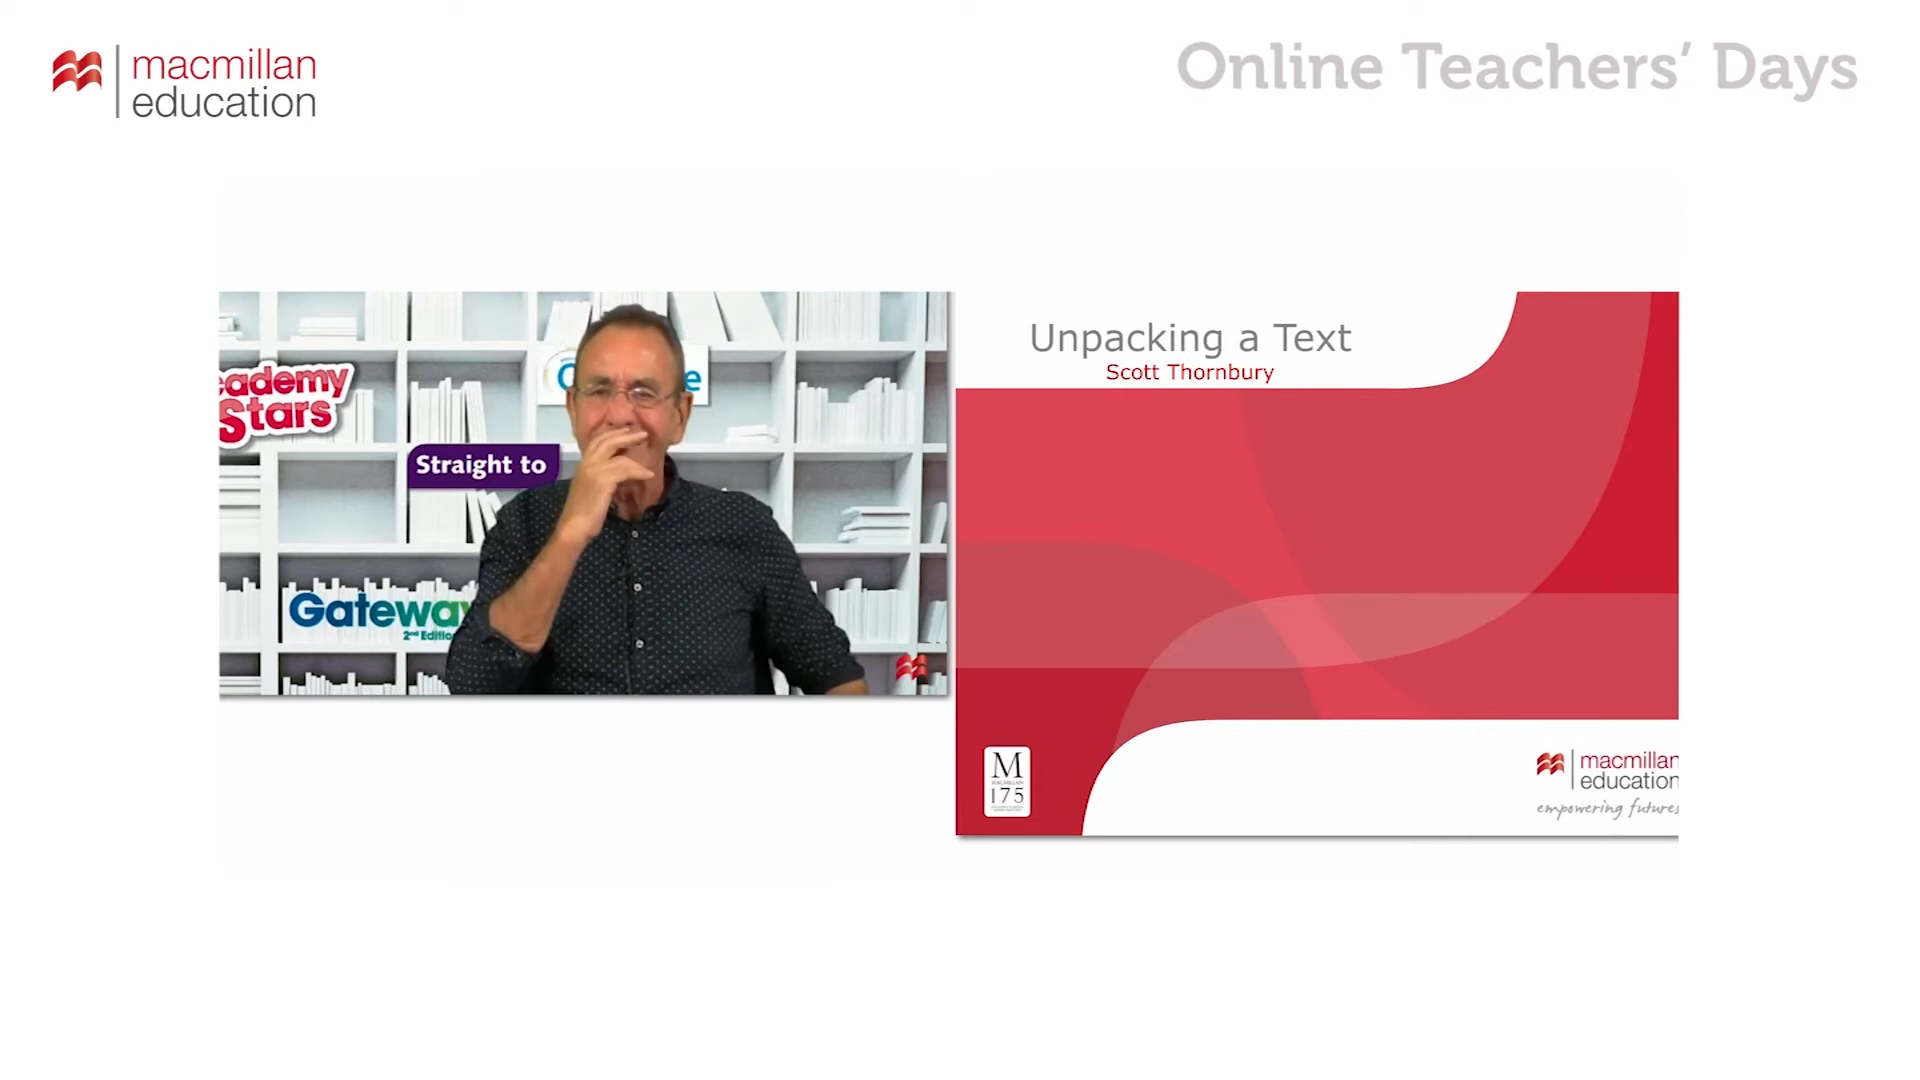 macmillan
education
Online Teachers’ Days
Unpacking a Text
Scott Thornbury
Stars
Straight to
Gateway
2nd Edition
M
175
macmillan
education
empowering futures